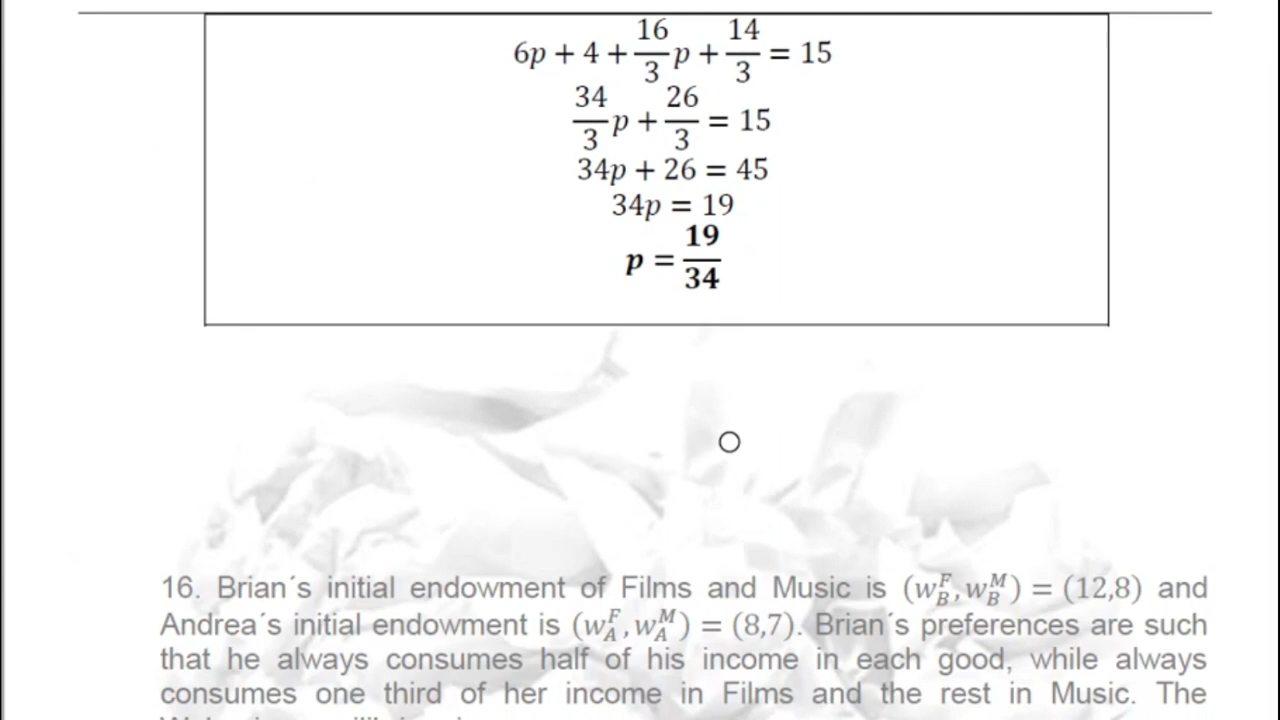 6p + 4 + 16/3 p + 14/3 = 15
34/3 p + 26/3 = 15
34p + 26 = 45
34p = 19
p = 19/34
16. Brian´s initial endowment of Films and Music is (w_B^F, w_B^M) = (12,8) and
Andrea´s initial endowment is (w_A^F, w_A^M) = (8,7). Brian´s preferences are such
that he always consumes half of his income in each good, while always
consumes one third of her income in Films and the rest in Music. The